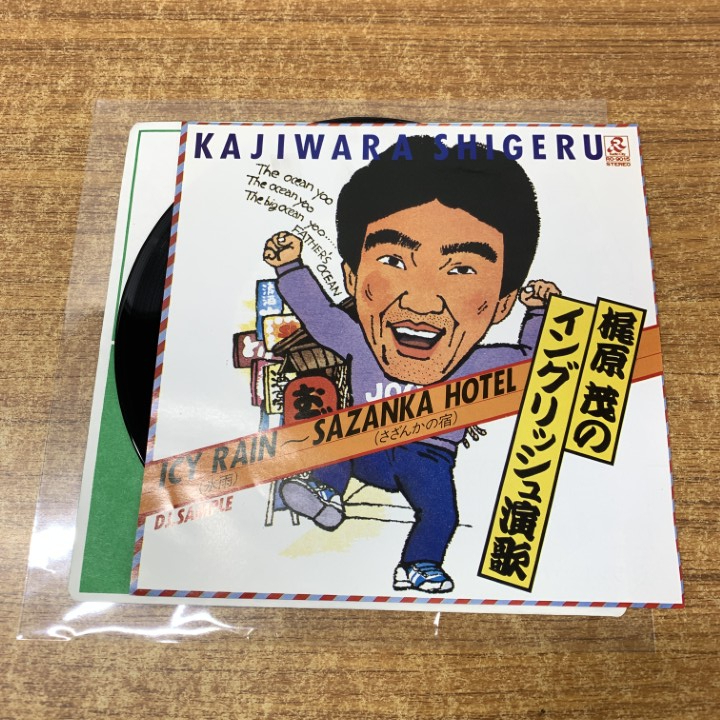 KAJIWARA SHIGERU
RD-9015
STEREO
The ocean yoo
The ocean yoo
The big ocean yoo.....
FATHER'S OCEAN
梶原 茂の
イングリッシュ演歌
ICY RAIN～SAZANKA HOTEL
(さざんかの宿)
DJ SAMPLE